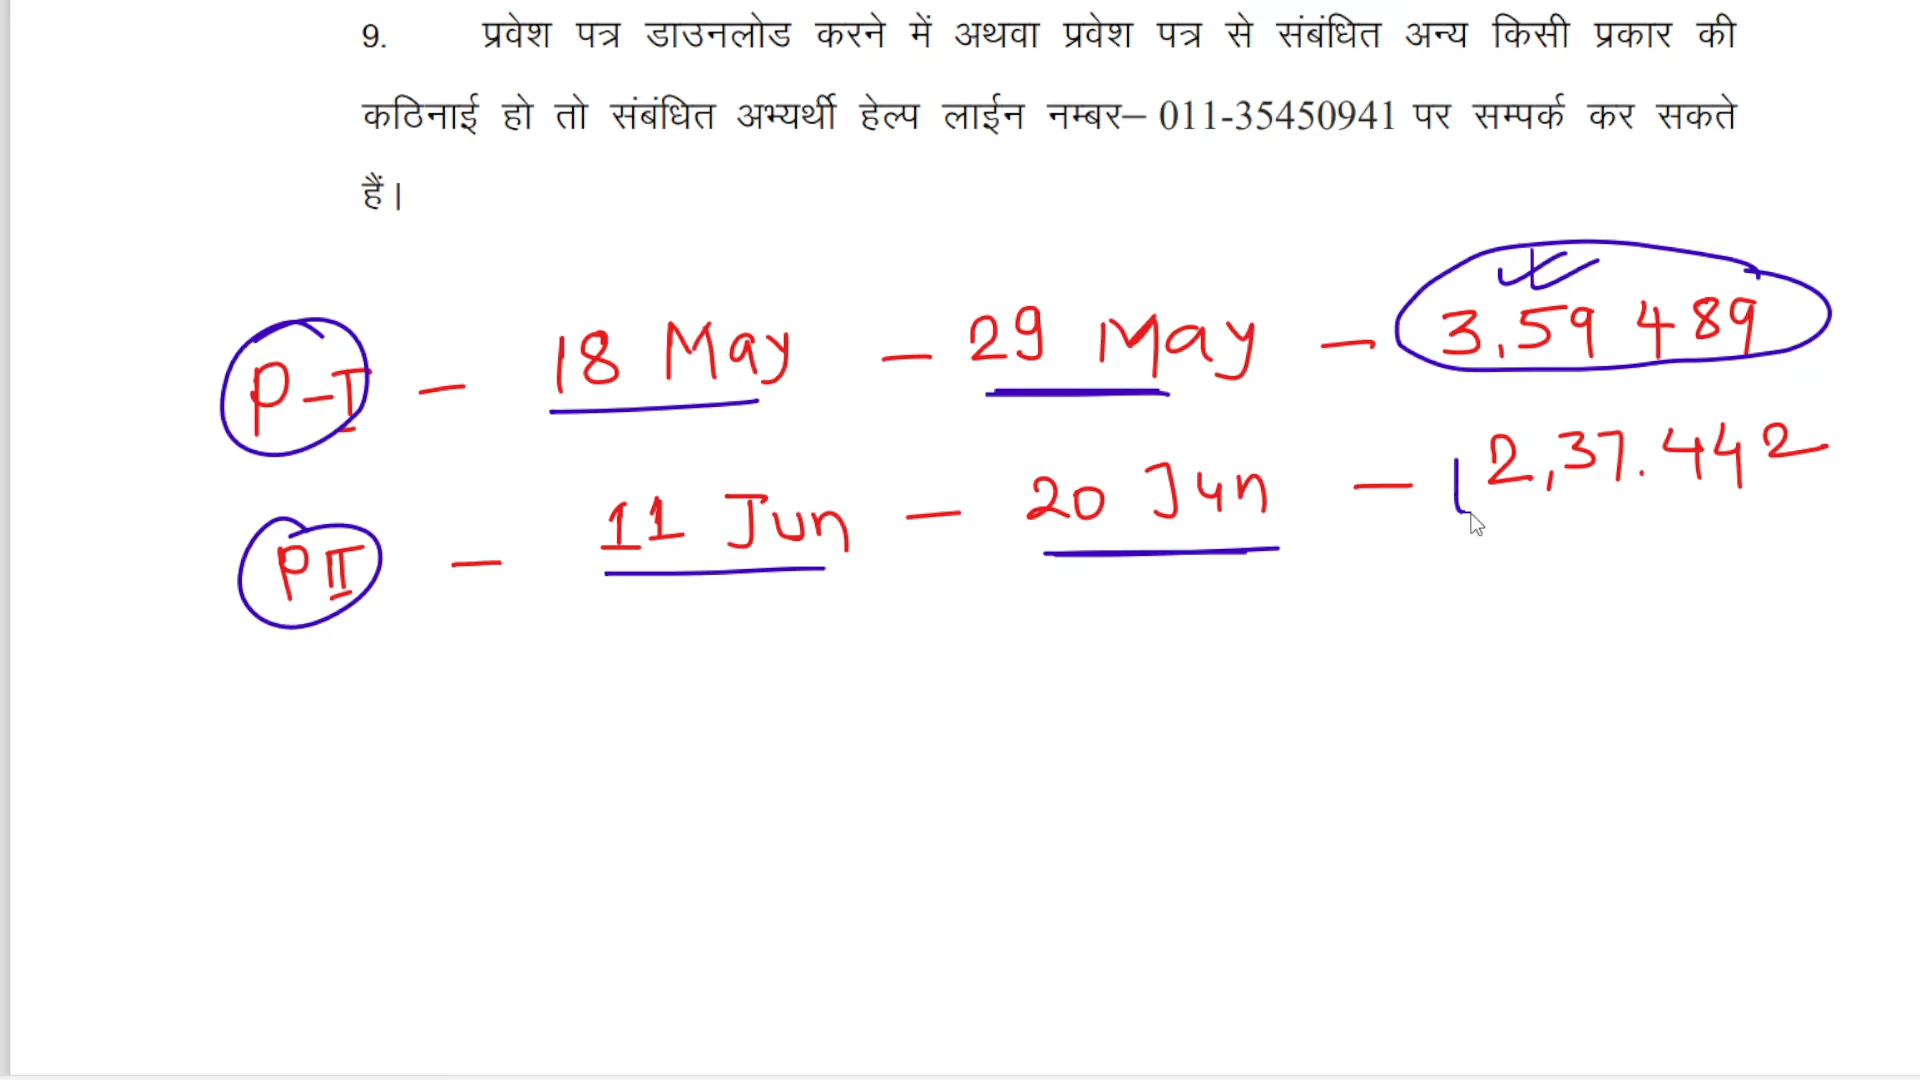 9. प्रवेश पत्र डाउनलोड करने में अथवा प्रवेश पत्र से संबंधित अन्य किसी प्रकार की
कठिनाई हो तो संबंधित अभ्यर्थी हेल्प लाईन नम्बर– 011-35450941 पर सम्पर्क कर सकते
हैं।
P-I - 18 May - 29 May - 3,59 489
P II - 11 Jun - 20 Jun - 2,37.442